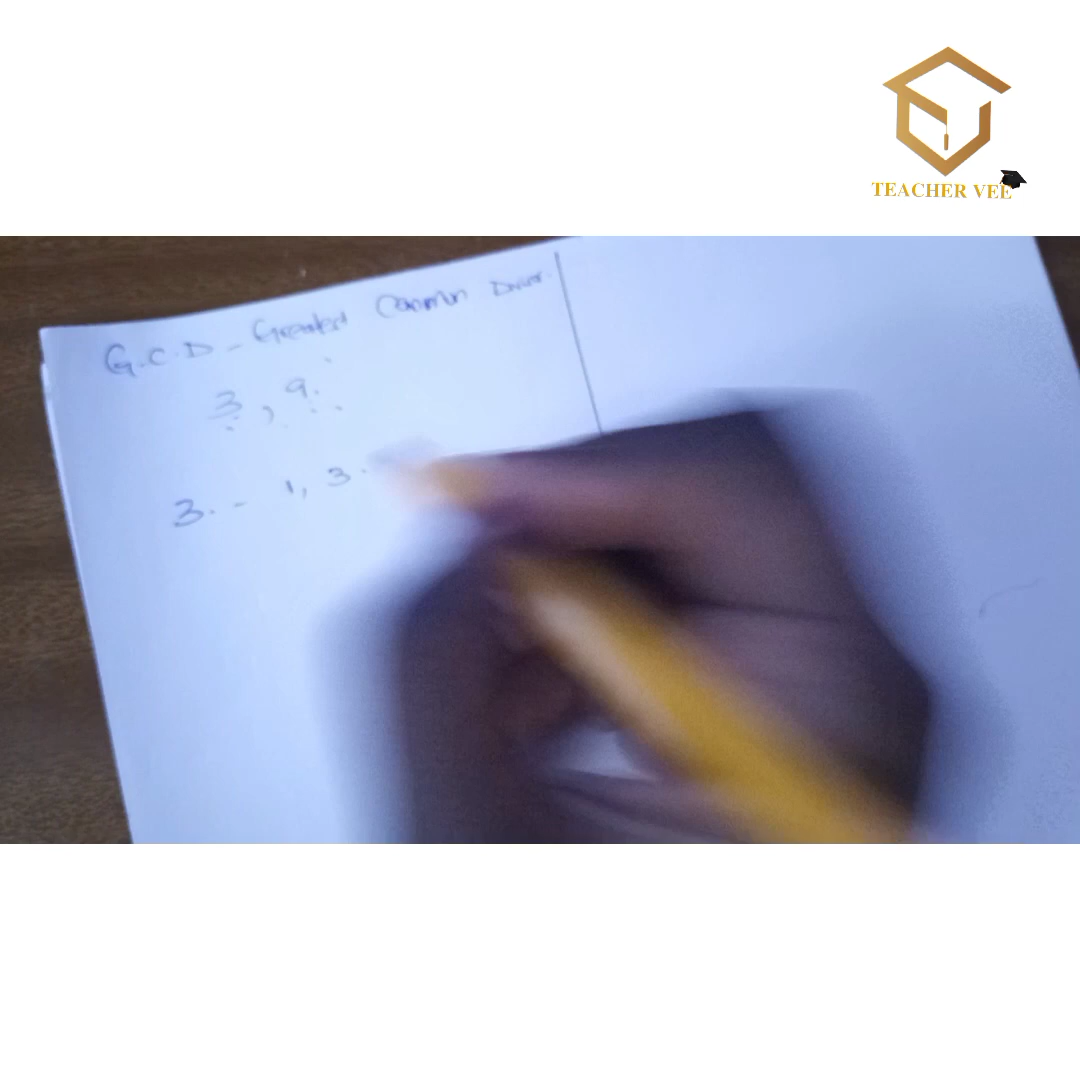 TEACHER VEE
G.C.D - Greatest Common Divisor.
3, 9.
3. - 1, 3.